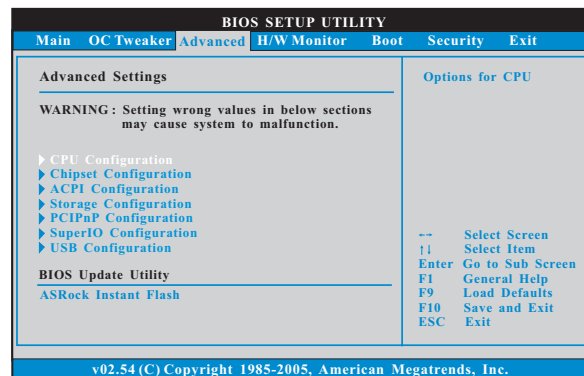 BIOS SETUP UTILITY
Main OC Tweaker Advanced H/W Monitor Boot Security Exit
Advanced Settings
WARNING : Setting wrong values in below sections
may cause system to malfunction.
CPU Configuration
Chipset Configuration
ACPI Configuration
Storage Configuration
PCIPnP Configuration
SuperIO Configuration
USB Configuration
BIOS Update Utility
ASRock Instant Flash
Options for CPU
←→ Select Screen
↑↓ Select Item
Enter Go to Sub Screen
F1 General Help
F9 Load Defaults
F10 Save and Exit
ESC Exit
v02.54 (C) Copyright 1985-2005, American Megatrends, Inc.